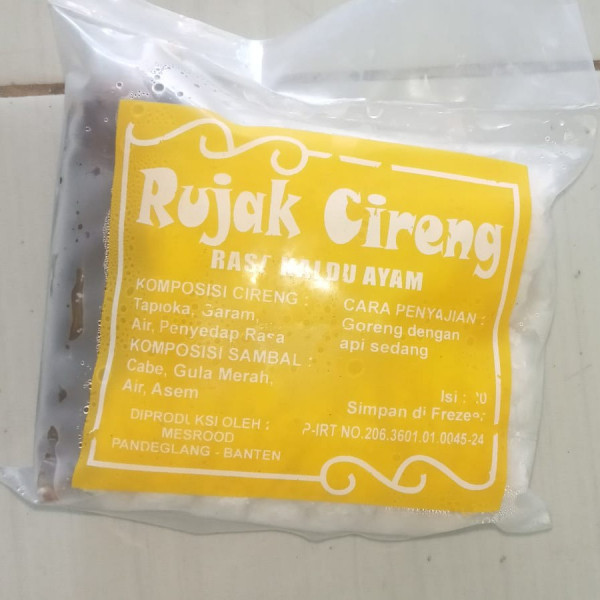 Rujak Cireng
RASA KALDU AYAM
KOMPOSISI CIRENG :
Tapioka, Garam,
Air, Penyedap Rasa
KOMPOSISI SAMBAL :
Cabe, Gula Merah,
Air, Asem
DIPRODUKSI OLEH :
MESROOD
PANDEGLANG - BANTEN
CARA PENYAJIAN :
Goreng dengan
api sedang
Isi :
Simpan di Frezer
P-IRT NO.206.3601.01.0045-24